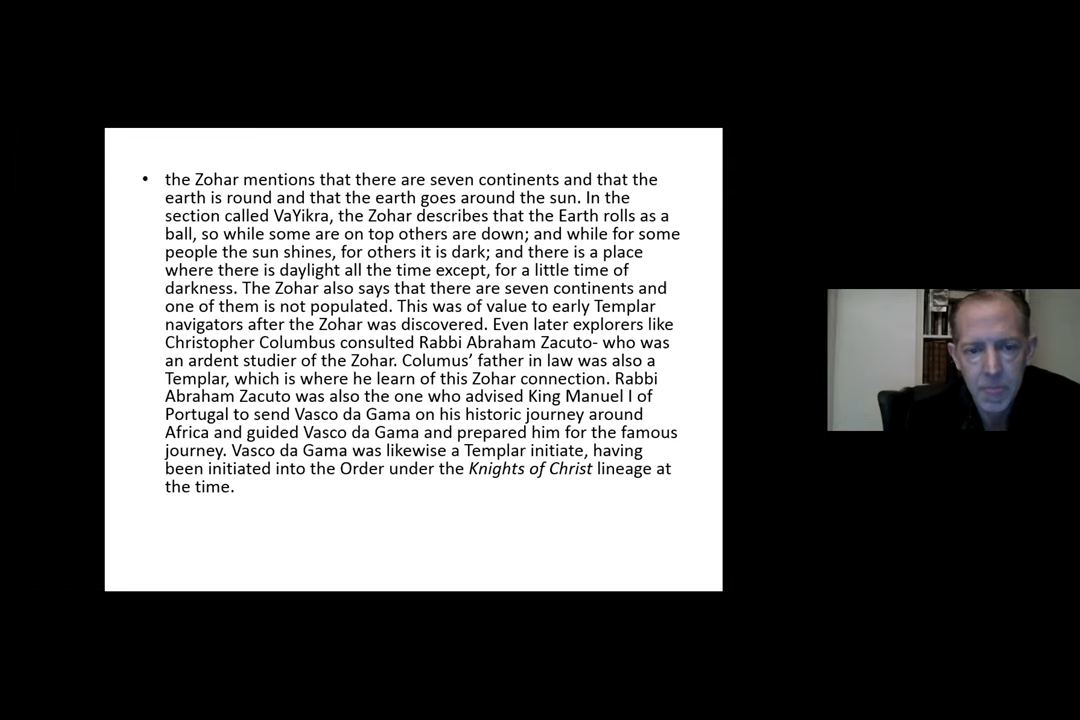 • the Zohar mentions that there are seven continents and that the
earth is round and that the earth goes around the sun. In the
section called VaYikra, the Zohar describes that the Earth rolls as a
ball, so while some are on top others are down; and while for some
people the sun shines, for others it is dark; and there is a place
where there is daylight all the time except, for a little time of
darkness. The Zohar also says that there are seven continents and
one of them is not populated. This was of value to early Templar
navigators after the Zohar was discovered. Even later explorers like
Christopher Columbus consulted Rabbi Abraham Zacuto- who was
an ardent studier of the Zohar. Columus’ father in law was also a
Templar, which is where he learn of this Zohar connection. Rabbi
Abraham Zacuto was also the one who advised King Manuel I of
Portugal to send Vasco da Gama on his historic journey around
Africa and guided Vasco da Gama and prepared him for the famous
journey. Vasco da Gama was likewise a Templar initiate, having
been initiated into the Order under the Knights of Christ lineage at
the time.